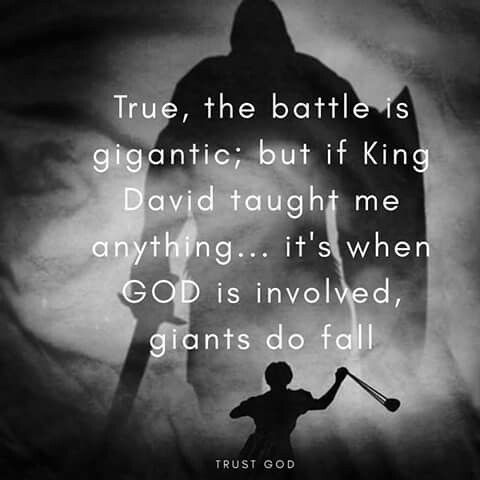 True, the battle is
gigantic; but if King
David taught me
anything... it's when
GOD is involved,
giants do fall
TRUST GOD